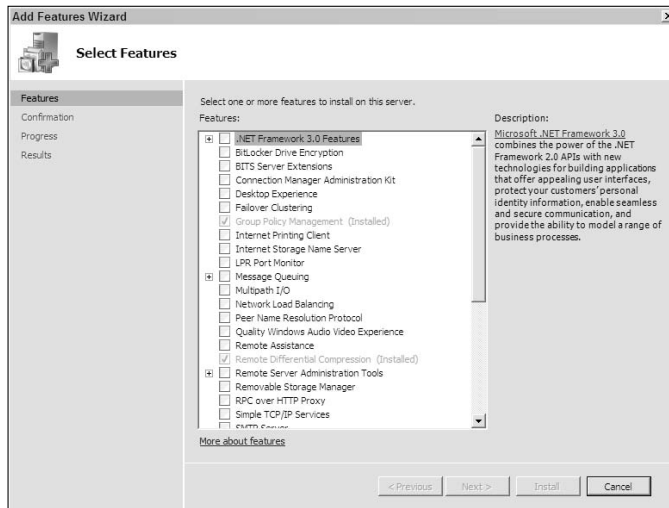 Add Features Wizard
Select Features
Features
Confirmation
Progress
Results
Select one or more features to install on this server.
Features:
.NET Framework 3.0 Features
BitLocker Drive Encryption
BITS Server Extensions
Connection Manager Administration Kit
Desktop Experience
Failover Clustering
Group Policy Management (Installed)
Internet Printing Client
Internet Storage Name Server
LPR Port Monitor
Message Queuing
Multipath I/O
Network Load Balancing
Peer Name Resolution Protocol
Quality Windows Audio Video Experience
Remote Assistance
Remote Differential Compression (Installed)
Remote Server Administration Tools
Removable Storage Manager
RPC over HTTP Proxy
Simple TCP/IP Services
SMTP Server
More about features
Description:
Microsoft .NET Framework 3.0
combines the power of the .NET
Framework 2.0 APIs with new
technologies for building applications
that offer appealing user interfaces,
protect your customers' personal
identity information, enable seamless
and secure communication, and
provide the ability to model a range of
business processes.
< Previous
Next >
Install
Cancel